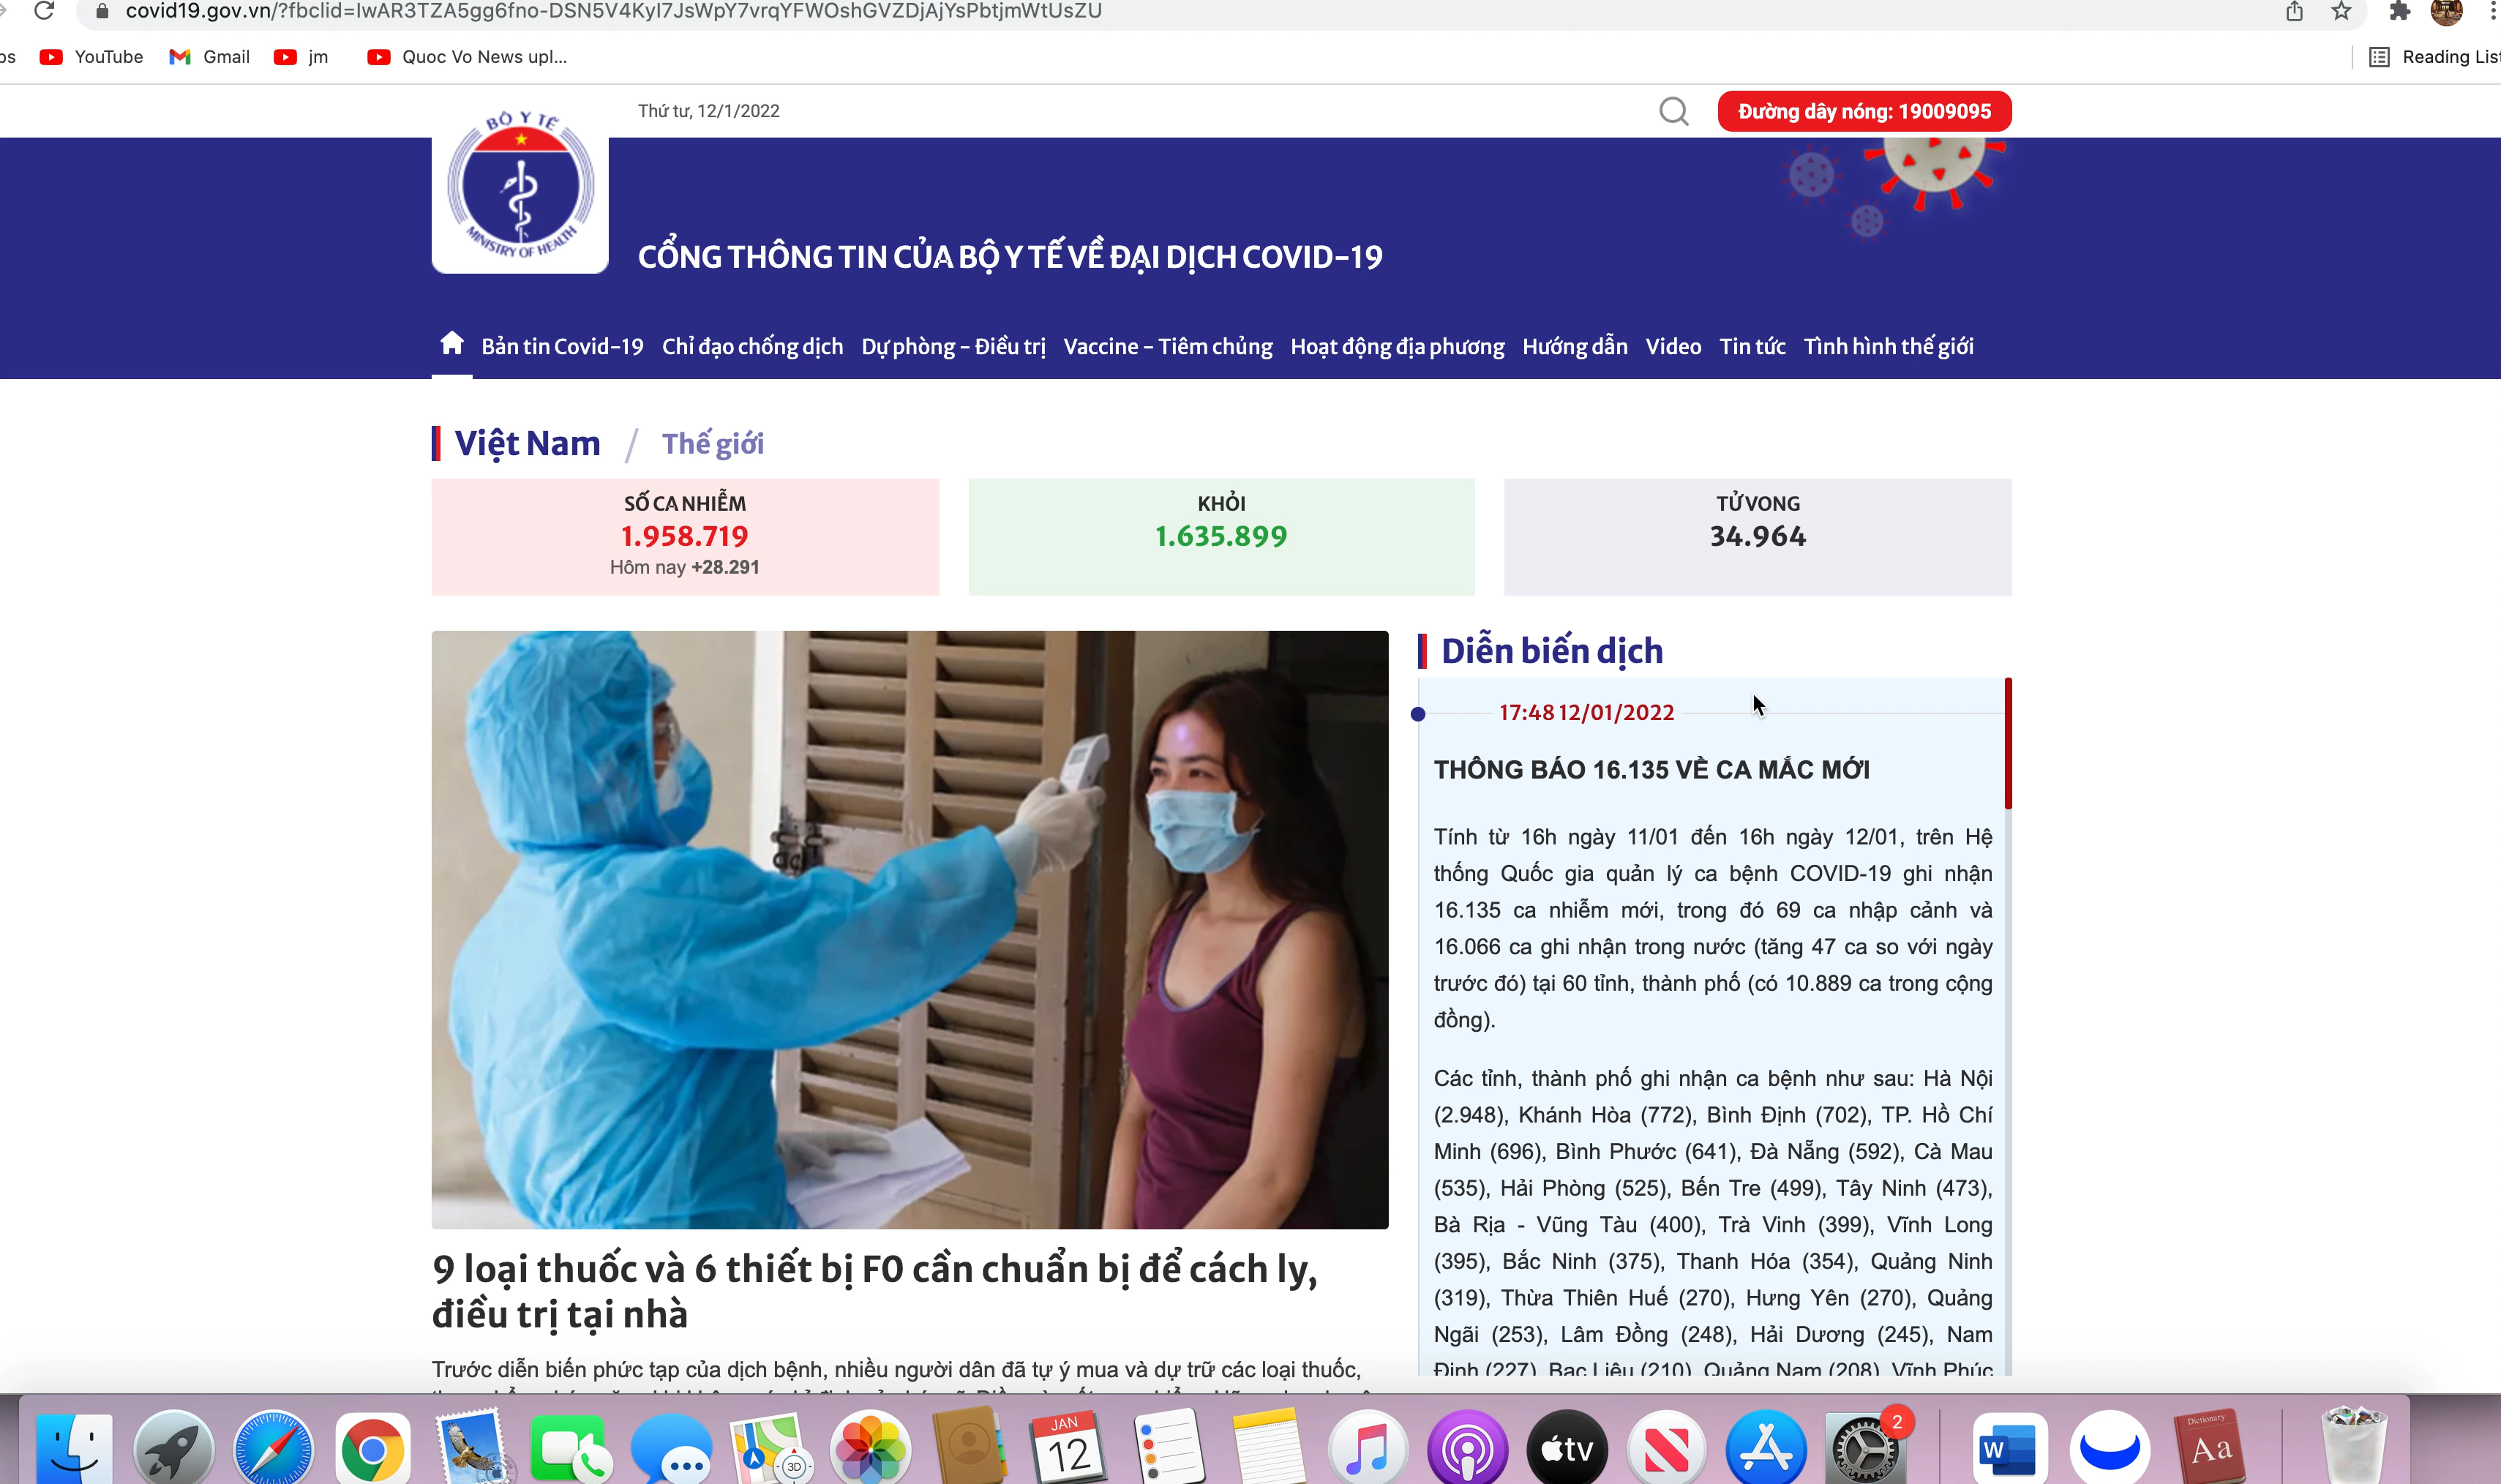 covid19.gov.vn/?fbclid=IwAR3TZA5gg6fno-DSN5V4KyI7JsWpY7vrqYFWOshGVZDjAjYsPbtjmWtUsZU
YouTube
Gmail
jm
Quoc Vo News upl...
Reading List
Thứ tư, 12/1/2022
Đường dây nóng: 19009095
BỘ Y TẾ
MINISTRY OF HEALTH
CỔNG THÔNG TIN CỦA BỘ Y TẾ VỀ ĐẠI DỊCH COVID-19
Bản tin Covid-19 Chỉ đạo chống dịch Dự phòng - Điều trị Vaccine - Tiêm chủng Hoạt động địa phương Hướng dẫn Video Tin tức Tình hình thế giới
Việt Nam / Thế giới
SỐ CA NHIỄM
1.958.719
Hôm nay +28.291
KHỎI
1.635.899
TỬ VONG
34.964
9 loại thuốc và 6 thiết bị F0 cần chuẩn bị để cách ly,
điều trị tại nhà
Trước diễn biến phức tạp của dịch bệnh, nhiều người dân đã tự ý mua và dự trữ các loại thuốc,
Diễn biến dịch
17:48 12/01/2022
THÔNG BÁO 16.135 VỀ CA MẮC MỚI
Tính từ 16h ngày 11/01 đến 16h ngày 12/01, trên Hệ
thống Quốc gia quản lý ca bệnh COVID-19 ghi nhận
16.135 ca nhiễm mới, trong đó 69 ca nhập cảnh và
16.066 ca ghi nhận trong nước (tăng 47 ca so với ngày
trước đó) tại 60 tỉnh, thành phố (có 10.889 ca trong cộng
đồng).
Các tỉnh, thành phố ghi nhận ca bệnh như sau: Hà Nội
(2.948), Khánh Hòa (772), Bình Định (702), TP. Hồ Chí
Minh (696), Bình Phước (641), Đà Nẵng (592), Cà Mau
(535), Hải Phòng (525), Bến Tre (499), Tây Ninh (473),
Bà Rịa - Vũng Tàu (400), Trà Vinh (399), Vĩnh Long
(395), Bắc Ninh (375), Thanh Hóa (354), Quảng Ninh
(319), Thừa Thiên Huế (270), Hưng Yên (270), Quảng
Ngãi (253), Lâm Đồng (248), Hải Dương (245), Nam
Định (227), Bạc Liêu (210), Quảng Nam (208), Vĩnh Phúc
3D
JAN
12
tv
2
W
Dictionary
Aa